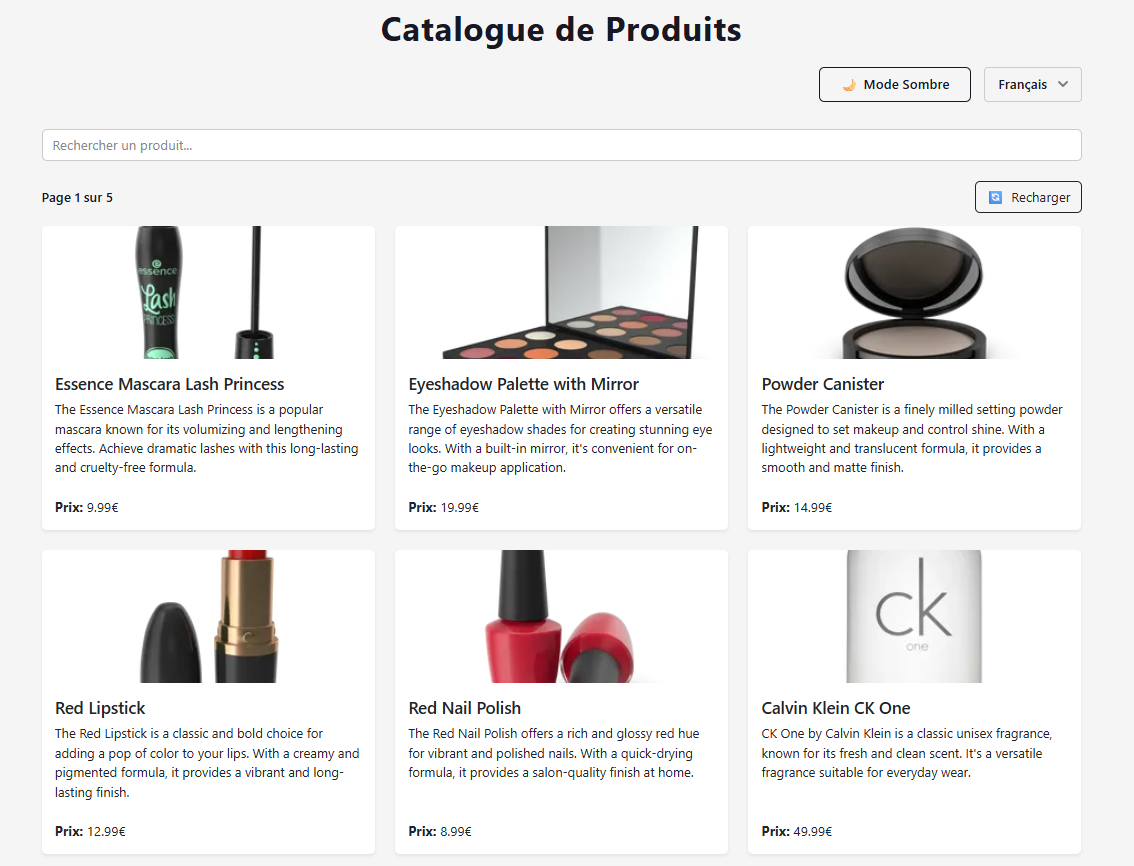 Catalogue de Produits
Mode Sombre
Français
Rechercher un produit...
Page 1 sur 5
Recharger
essence
Lash
PRINCESS
Essence Mascara Lash Princess
The Essence Mascara Lash Princess is a popular
mascara known for its volumizing and lengthening
effects. Achieve dramatic lashes with this long-lasting
and cruelty-free formula.
Prix: 9.99€
Eyeshadow Palette with Mirror
The Eyeshadow Palette with Mirror offers a versatile
range of eyeshadow shades for creating stunning eye
looks. With a built-in mirror, it's convenient for on-
the-go makeup application.
Prix: 19.99€
Powder Canister
The Powder Canister is a finely milled setting powder
designed to set makeup and control shine. With a
lightweight and translucent formula, it provides a
smooth and matte finish.
Prix: 14.99€
Red Lipstick
The Red Lipstick is a classic and bold choice for
adding a pop of color to your lips. With a creamy and
pigmented formula, it provides a vibrant and long-
lasting finish.
Prix: 12.99€
Red Nail Polish
The Red Nail Polish offers a rich and glossy red hue
for vibrant and polished nails. With a quick-drying
formula, it provides a salon-quality finish at home.
Prix: 8.99€
ck
one
Calvin Klein CK One
CK One by Calvin Klein is a classic unisex fragrance,
known for its fresh and clean scent. It's a versatile
fragrance suitable for everyday wear.
Prix: 49.99€